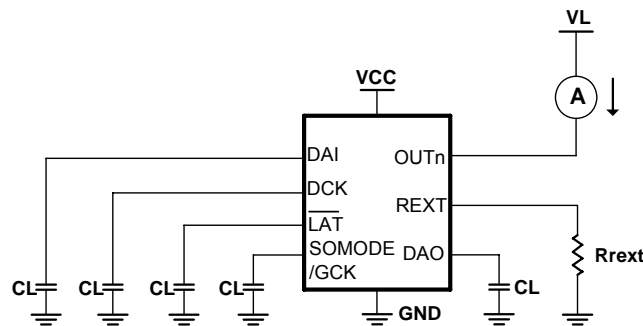 VL
A
VCC
DAI
OUTn
DCK
REXT
LAT
SOMODE
/GCK
DAO
Rrext
CL
CL
CL
CL
CL
GND